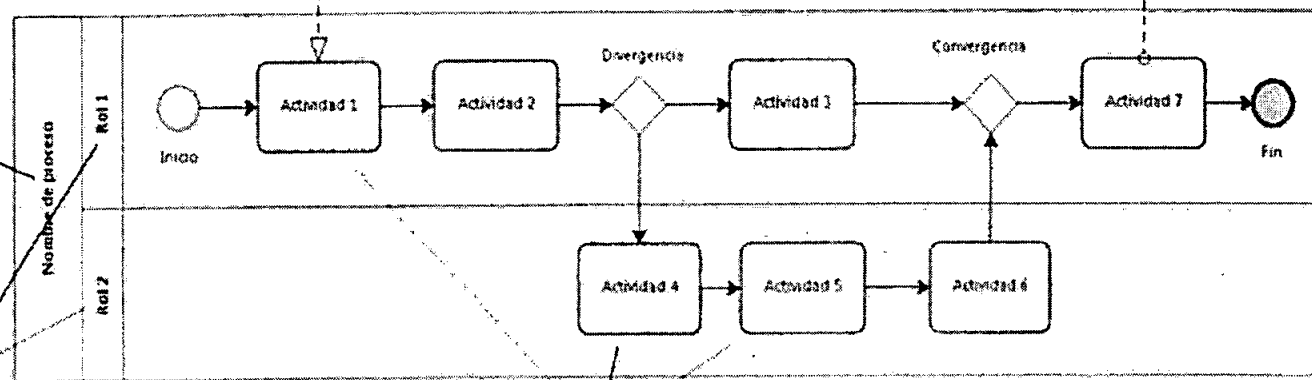 Nombre de proceso
Rol 1
Inicio
Actividad 1
Actividad 2
Divergencia
Actividad 3
Convergencia
Actividad 7
Fin
Rol 2
Actividad 4
Actividad 5
Actividad 6